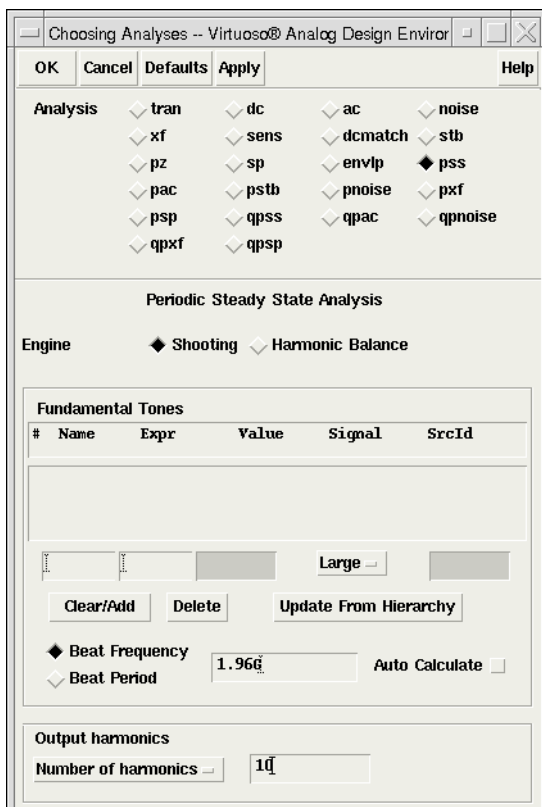 Choosing Analyses -- Virtuoso® Analog Design Enviror
OK Cancel Defaults Apply Help
Analysis tran dc ac noise
xf sens dcmatch stb
pz sp envlp pss
pac pstb pnoise pxf
psp qpss qpac qpnoise
qpxf qpsp
Periodic Steady State Analysis
Engine Shooting Harmonic Balance
Fundamental Tones
# Name Expr Value Signal SrcId
Large
Clear/Add Delete Update From Hierarchy
Beat Frequency
1.96G Auto Calculate
Beat Period
Output harmonics
Number of harmonics 10